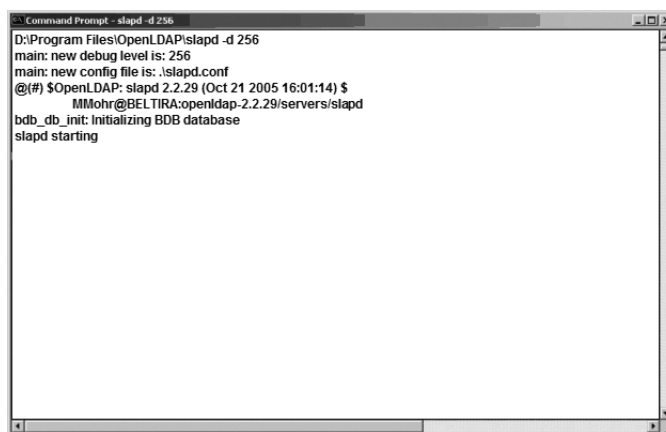 Command Prompt - slapd -d 256
D:\Program Files\OpenLDAP\slapd -d 256
main: new debug level is: 256
main: new config file is: .\slapd.conf
@(#) $OpenLDAP: slapd 2.2.29 (Oct 21 2005 16:01:14) $
MMohr@BELTIRA:openldap-2.2.29/servers/slapd
bdb_db_init: Initializing BDB database
slapd starting